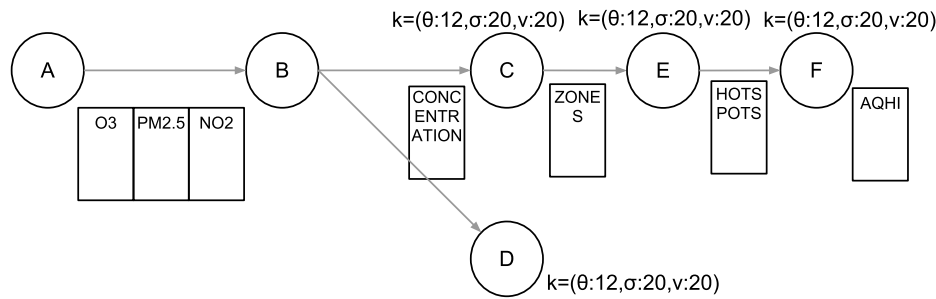 k=(θ:12,σ:20,v:20)
k=(θ:12,σ:20,v:20)
k=(θ:12,σ:20,v:20)
A
B
C
E
F
O3
PM2.5
NO2
CONC
ENTR
ATION
ZONE
S
HOTS
POTS
AQHI
D
k=(θ:12,σ:20,v:20)